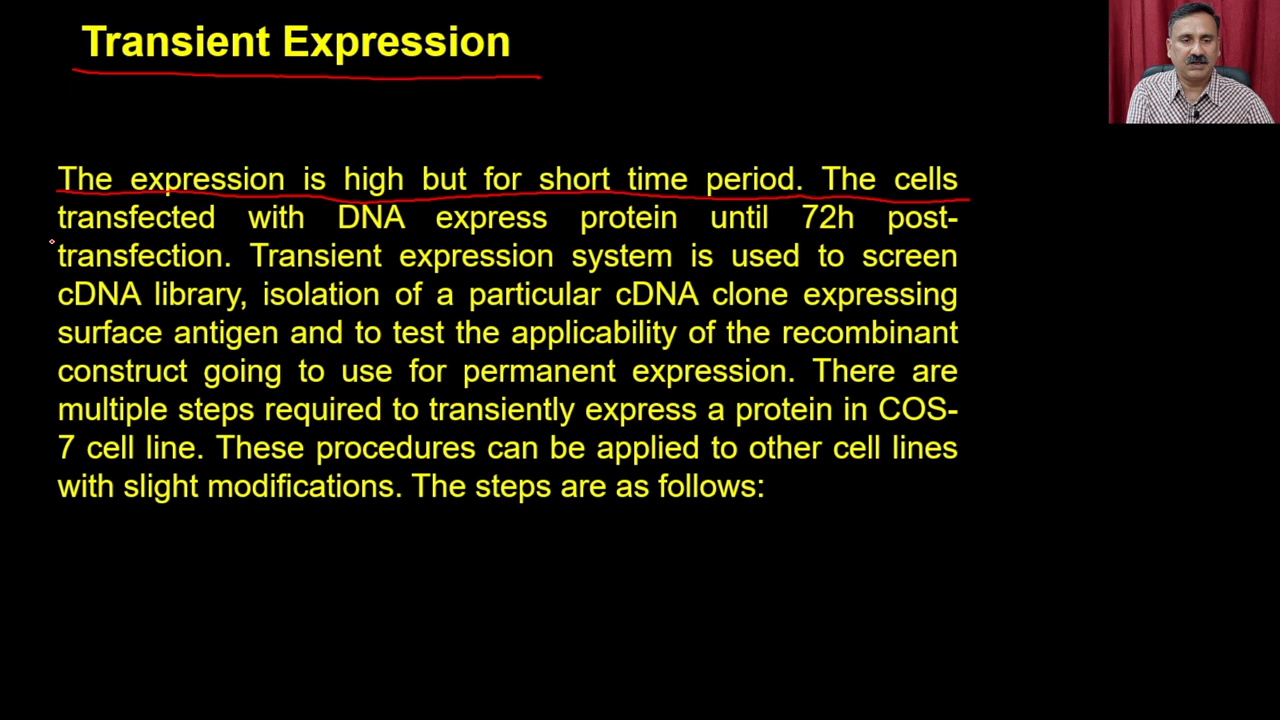 Transient Expression
The expression is high but for short time period. The cells
transfected with DNA express protein until 72h post-
transfection. Transient expression system is used to screen
cDNA library, isolation of a particular cDNA clone expressing
surface antigen and to test the applicability of the recombinant
construct going to use for permanent expression. There are
multiple steps required to transiently express a protein in COS-
7 cell line. These procedures can be applied to other cell lines
with slight modifications. The steps are as follows: